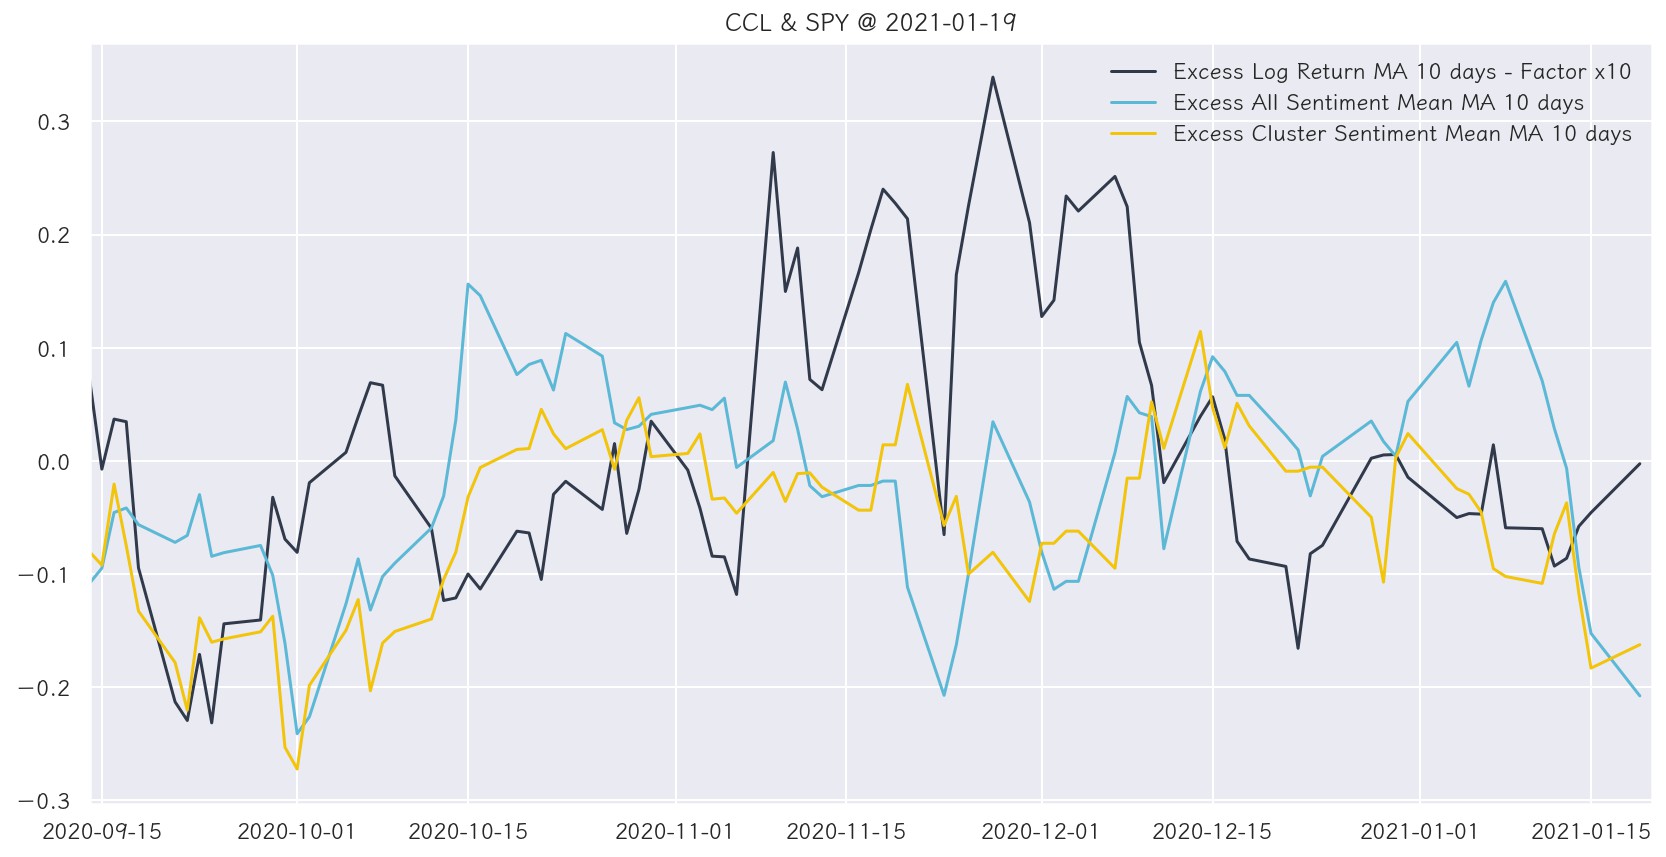 CCL & SPY @ 2021-01-19
Excess Log Return MA 10 days - Factor x10
Excess All Sentiment Mean MA 10 days
Excess Cluster Sentiment Mean MA 10 days
0.3
0.2
0.1
0.0
−0.1
−0.2
−0.3
2020-09-15 2020-10-01 2020-10-15 2020-11-01 2020-11-15 2020-12-01 2020-12-15 2021-01-01 2021-01-15